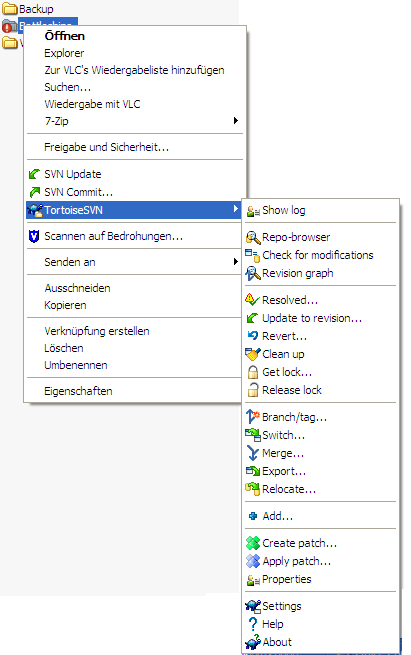 Backup
Öffnen
Explorer
Zur VLC's Wiedergabeliste hinzufügen
Suchen...
Wiedergabe mit VLC
7-Zip
Freigabe und Sicherheit...
SVN Update
SVN Commit...
TortoiseSVN
Scannen auf Bedrohungen...
Senden an
Ausschneiden
Kopieren
Verknüpfung erstellen
Löschen
Umbenennen
Eigenschaften
Show log
Repo-browser
Check for modifications
Revision graph
Resolved...
Update to revision...
Revert...
Clean up
Get lock...
Release lock
Branch/tag...
Switch...
Merge...
Export...
Relocate...
Add...
Create patch...
Apply patch...
Properties
Settings
Help
About